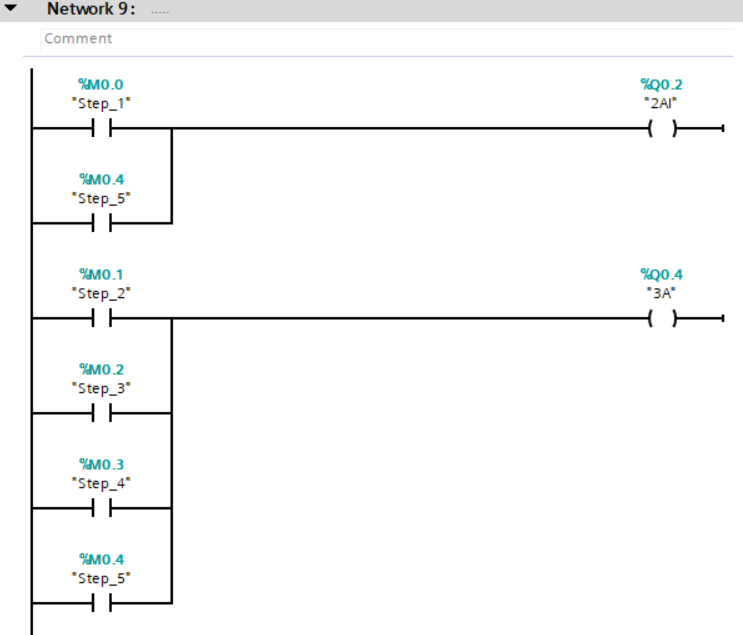 Network 9: .....
Comment
%M0.0
"Step_1"
%Q0.2
"2AI"
%M0.4
"Step_5"
%M0.1
"Step_2"
%Q0.4
"3A"
%M0.2
"Step_3"
%M0.3
"Step_4"
%M0.4
"Step_5"